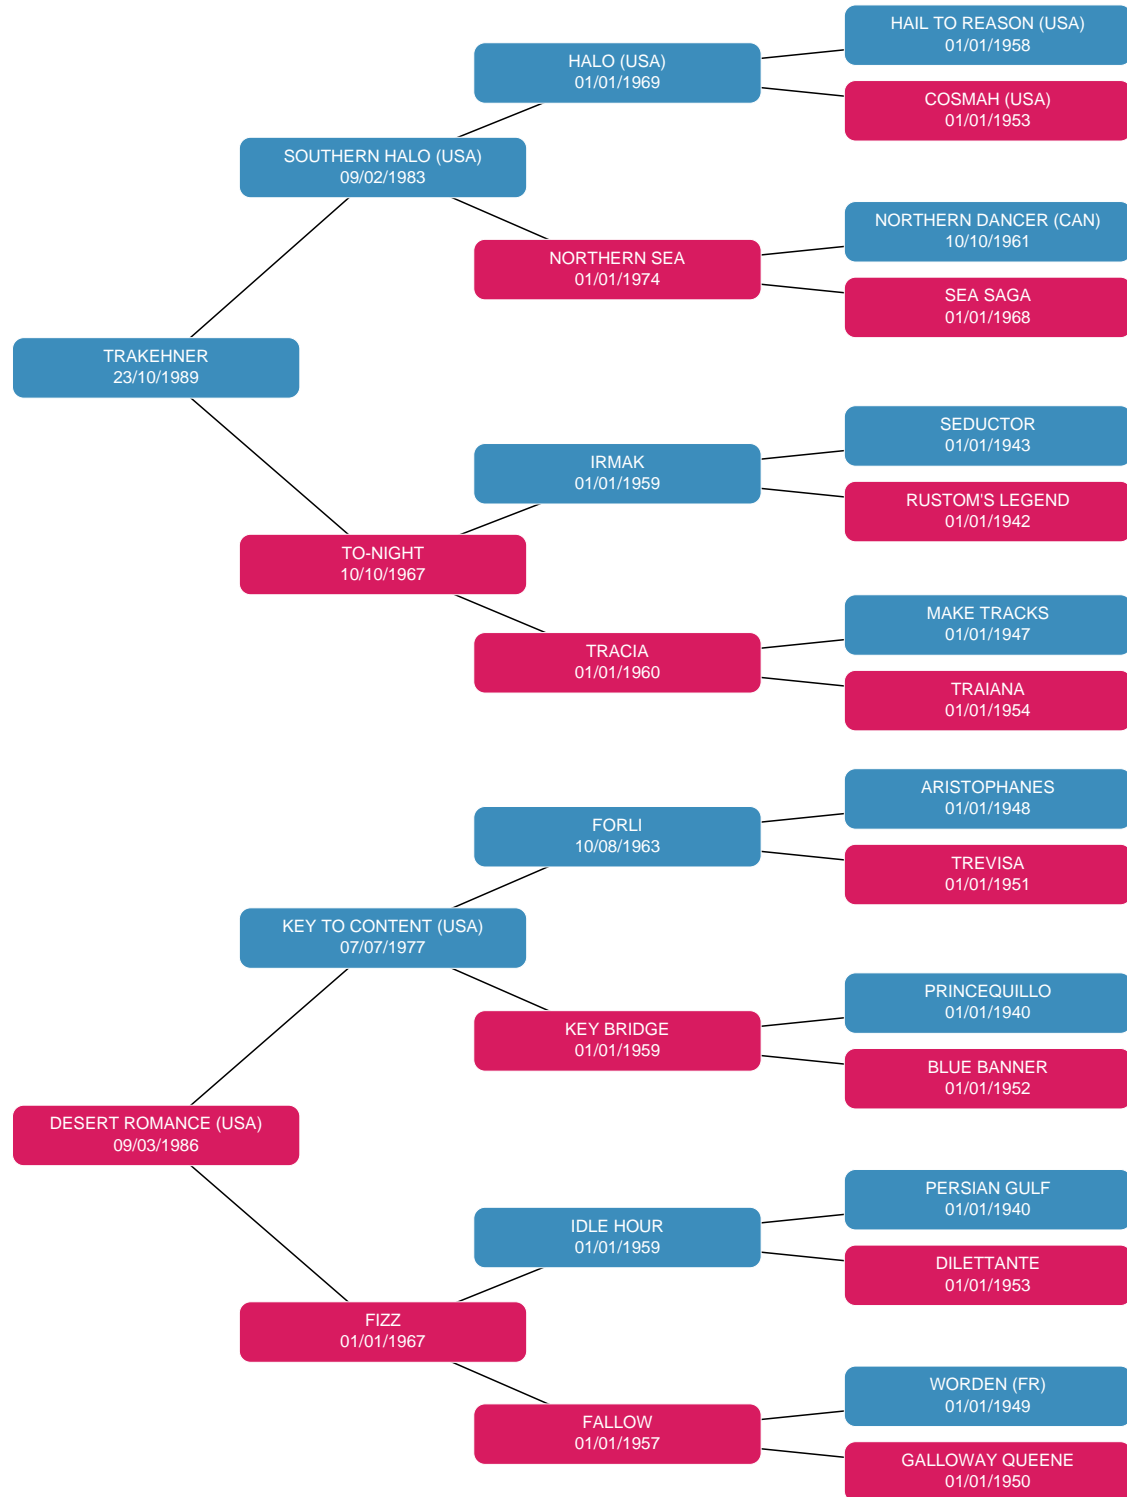 HAIL TO REASON (USA)
01/01/1958
HALO (USA)
01/01/1969
COSMAH (USA)
01/01/1953
SOUTHERN HALO (USA)
09/02/1983
NORTHERN DANCER (CAN)
10/10/1961
NORTHERN SEA
01/01/1974
SEA SAGA
01/01/1968
TRAKEHNER
23/10/1989
SEDUCTOR
01/01/1943
IRMAK
01/01/1959
RUSTOM'S LEGEND
01/01/1942
TO-NIGHT
10/10/1967
MAKE TRACKS
01/01/1947
TRACIA
01/01/1960
TRAIANA
01/01/1954
ARISTOPHANES
01/01/1948
FORLI
10/08/1963
TREVISA
01/01/1951
KEY TO CONTENT (USA)
07/07/1977
PRINCEQUILLO
01/01/1940
KEY BRIDGE
01/01/1959
BLUE BANNER
01/01/1952
DESERT ROMANCE (USA)
09/03/1986
PERSIAN GULF
01/01/1940
IDLE HOUR
01/01/1959
DILETTANTE
01/01/1953
FIZZ
01/01/1967
WORDEN (FR)
01/01/1949
FALLOW
01/01/1957
GALLOWAY QUEENE
01/01/1950